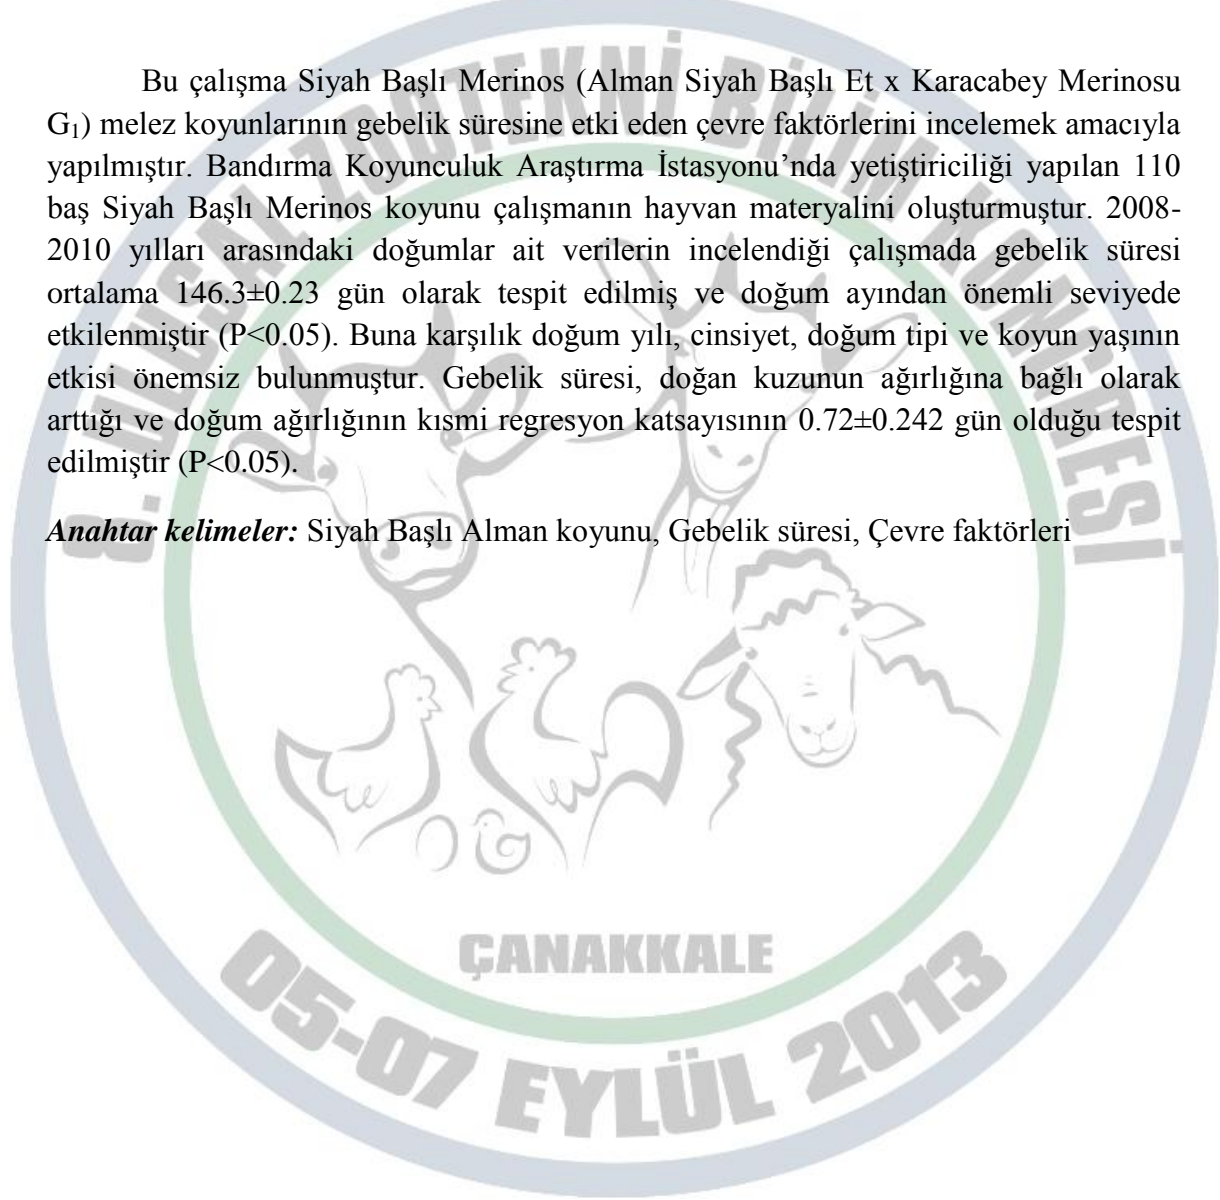 Bu çalışma Siyah Başlı Merinos (Alman Siyah Başlı Et x Karacabey Merinosu
G₁) melez koyunlarının gebelik süresine etki eden çevre faktörlerini incelemek amacıyla
yapılmıştır. Bandırma Koyunculuk Araştırma İstasyonu’nda yetiştiriciliği yapılan 110
baş Siyah Başlı Merinos koyunu çalışmanın hayvan materyalini oluşturmuştur. 2008-
2010 yılları arasındaki doğumlar ait verilerin incelendiği çalışmada gebelik süresi
ortalama 146.3±0.23 gün olarak tespit edilmiş ve doğum ayından önemli seviyede
etkilenmiştir (P<0.05). Buna karşılık doğum yılı, cinsiyet, doğum tipi ve koyun yaşının
etkisi önemsiz bulunmuştur. Gebelik süresi, doğan kuzunun ağırlığına bağlı olarak
arttığı ve doğum ağırlığının kısmi regresyon katsayısının 0.72±0.242 gün olduğu tespit
edilmiştir (P<0.05).
Anahtar kelimeler: Siyah Başlı Alman koyunu, Gebelik süresi, Çevre faktörleri
8. ULUSAL ZOOTEKNİ BİLİM KONGRESİ
ÇANAKKALE
05-07 EYLÜL 2013